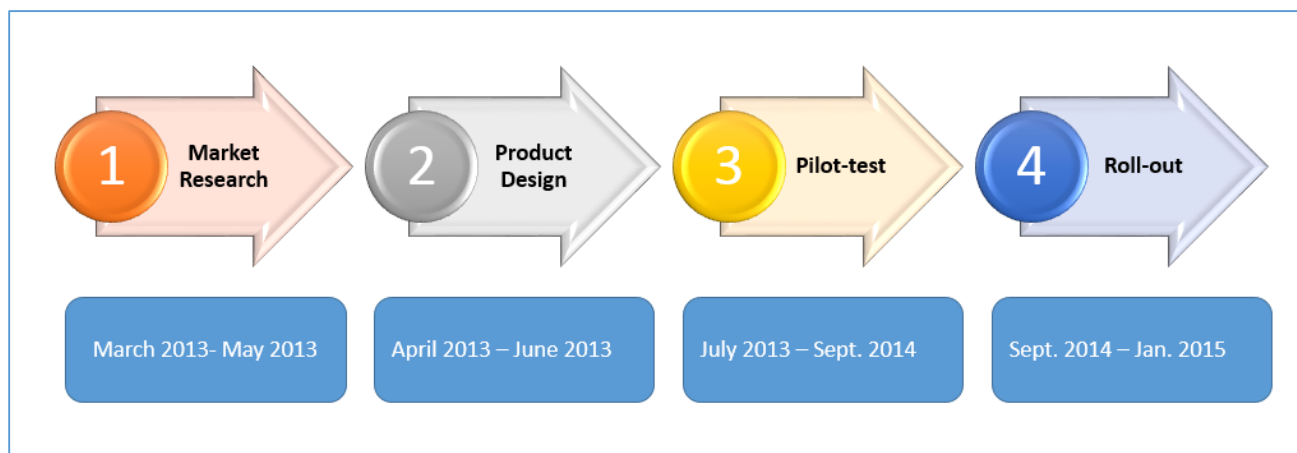 1
Market
Research
2
Product
Design
3
Pilot-test
4
Roll-out
March 2013- May 2013
April 2013 – June 2013
July 2013 – Sept. 2014
Sept. 2014 – Jan. 2015